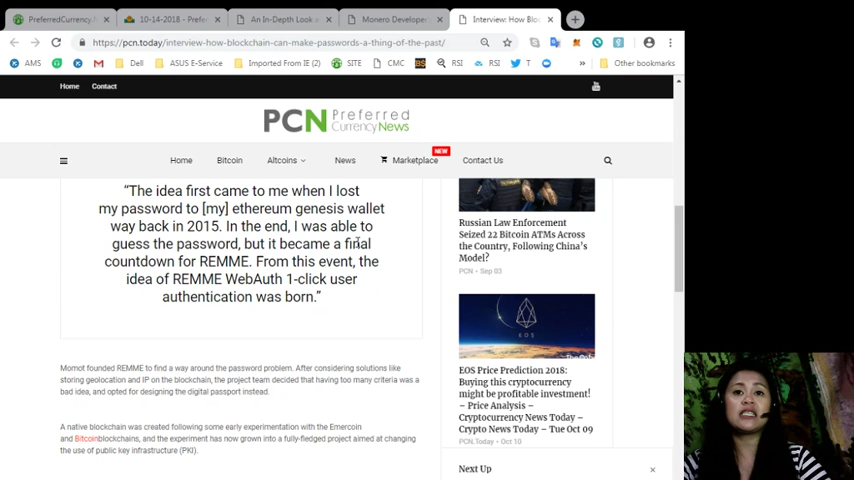 PreferredCurrency.N
10-14-2018 - Prefer
An In-Depth Look a
Monero Developer
Interview: How Bloc
https://pcn.today/interview-how-blockchain-can-make-passwords-a-thing-of-the-past/
AMS
Dell
ASUS E-Service
Imported From IE (2)
SITE
CMC
RSI
RSI
T
Other bookmarks
Home
Contact
PCN Preferred
Currency News
Home
Bitcoin
Altcoins
News
Marketplace
NEW
Contact Us
“The idea first came to me when I lost
my password to [my] ethereum genesis wallet
way back in 2015. In the end, I was able to
guess the password, but it became a final
countdown for REMME. From this event, the
idea of REMME WebAuth 1-click user
authentication was born.”
Momot founded REMME to find a way around the password problem. After considering solutions like
storing geolocation and IP on the blockchain, the project team decided that having too many criteria was a
bad idea, and opted for designing the digital passport instead.
A native blockchain was created following some early experimentation with the Emercoin
and Bitcoinblockchains, and the experiment has now grown into a fully-fledged project aimed at changing
the use of public key infrastructure (PKI).
Russian Law Enforcement
Seized 22 Bitcoin ATMs Across
the Country, Following China’s
Model?
PCN - Sep 03
EOS
EOS Price Prediction 2018:
Buying this cryptocurrency
might be profitable investment!
– Price Analysis –
Cryptocurrency News Today –
Crypto News Today – Tue Oct 09
PCN.Today - Oct 10
Next Up